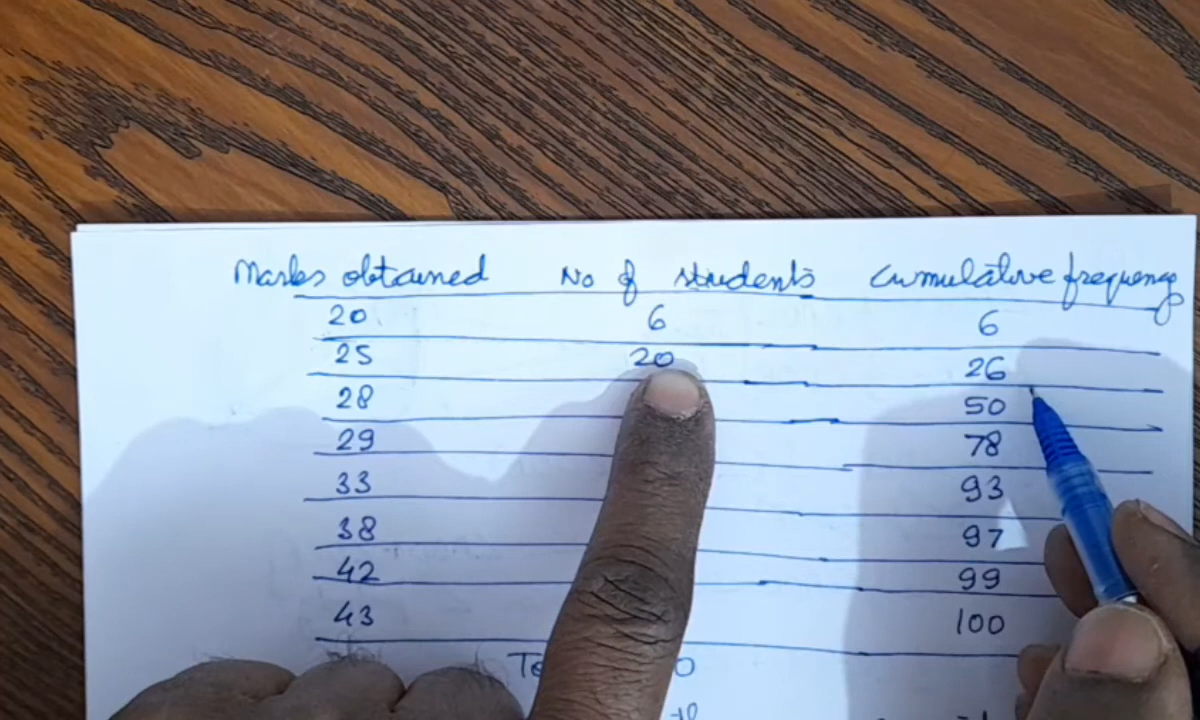 Marks obtained No of students Cumulative frequency
20 6 6
25 20 26
28 50
29 78
33 93
38 97
42 99
43 100